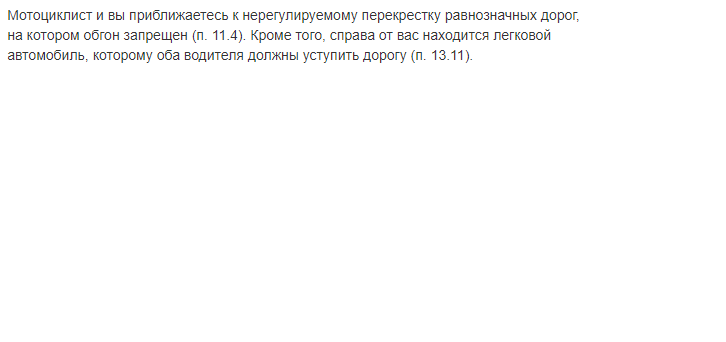 Мотоциклист и вы приближаетесь к нерегулируемому перекрестку равнозначных дорог,
на котором обгон запрещен (п. 11.4). Кроме того, справа от вас находится легковой
автомобиль, которому оба водителя должны уступить дорогу (п. 13.11).